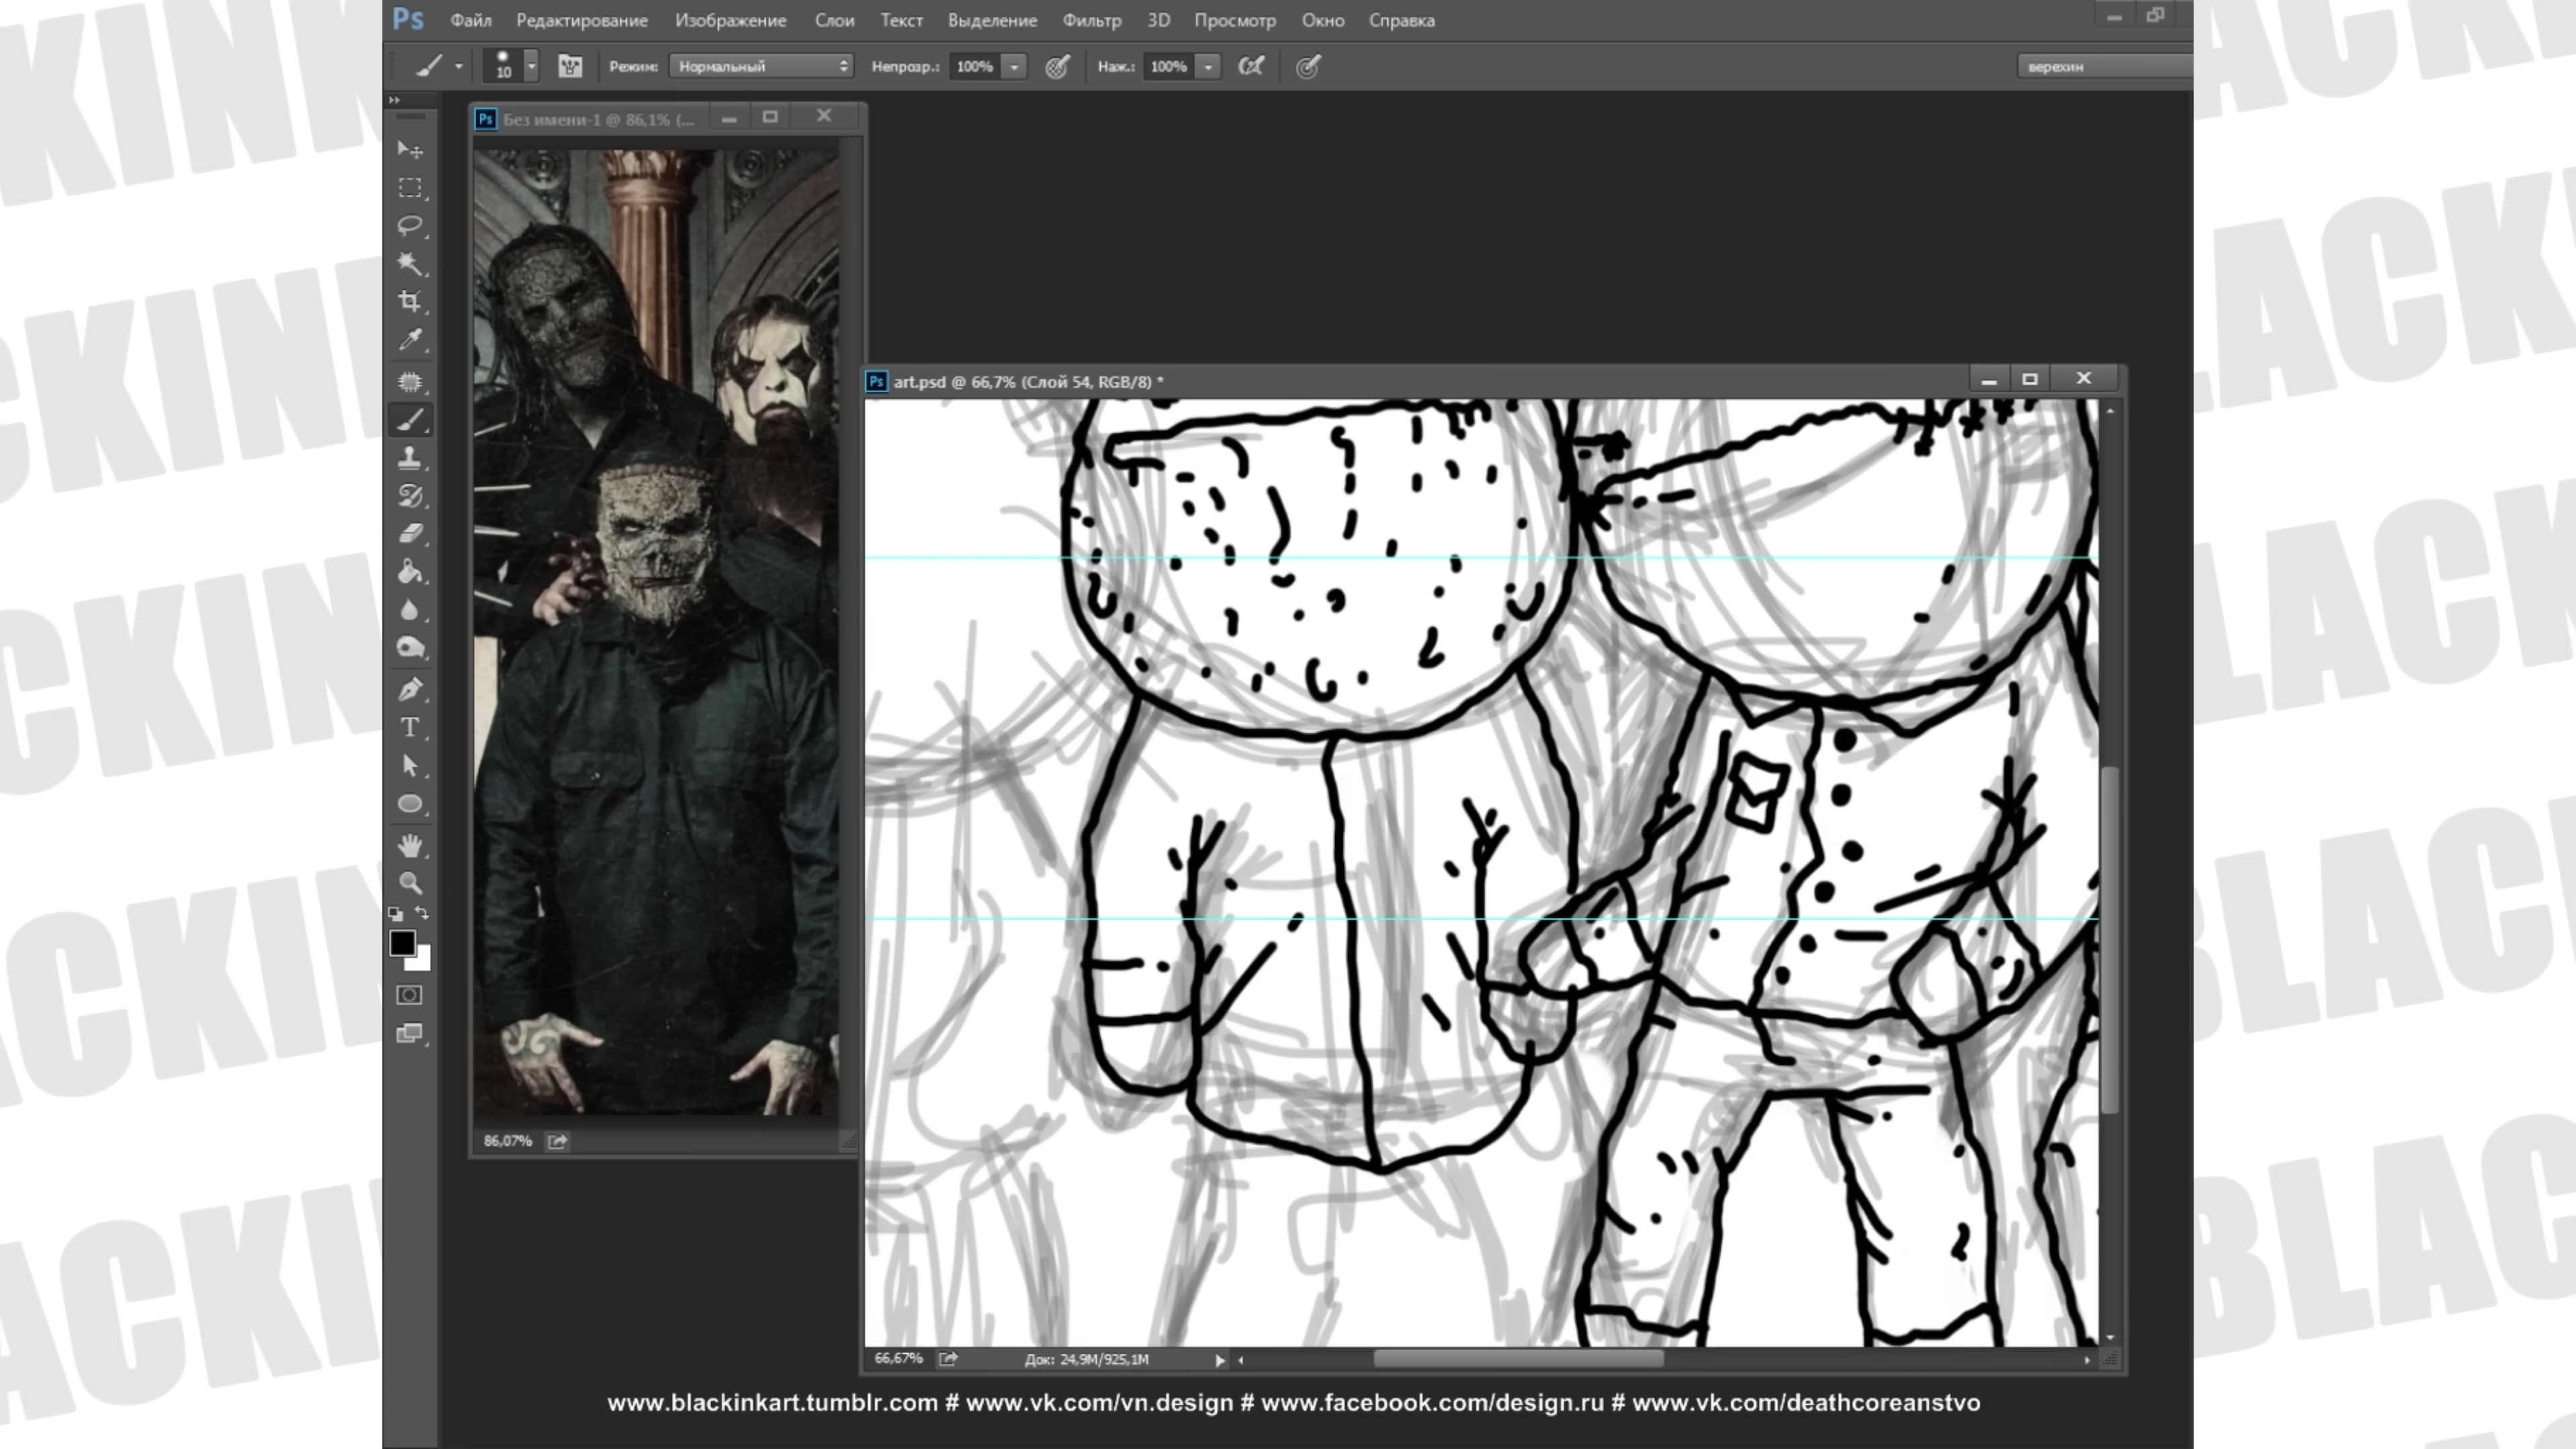 Ps Файл Редактирование Изображение Слои Текст Выделение Фильтр 3D Просмотр Окно Справка
10 Режим: Нормальный Непрозр.: 100% Наж.: 100% верехин
Ps Без имени-1 @ 86,1% (...
Ps art.psd @ 66,7% (Слой 54, RGB/8) *
T
86,07%
66,67% Док: 24,9M/925,1M
www.blackinkart.tumblr.com # www.vk.com/vn.design # www.facebook.com/design.ru # www.vk.com/deathcoreanstvo